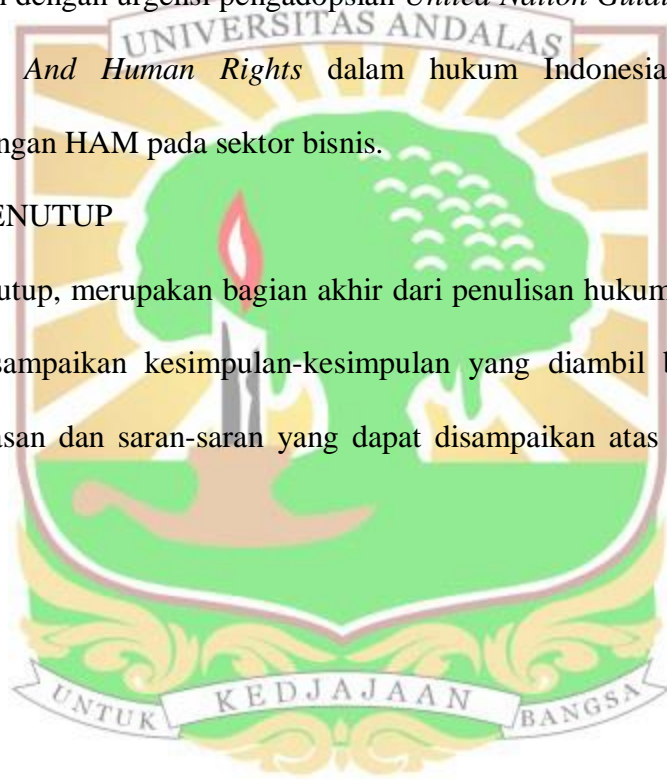 dengan urgensi pengadopsian United Nation
UNIVERSITAS ANDALAS
And Human Rights dalam hukum Indonesia
ngan HAM pada sektor bisnis.
ENUTUP
utup, merupakan bagian akhir dari penulisan hukum
sampaikan kesimpulan-kesimpulan yang diambil b
asan dan saran-saran yang dapat disampaikan atas
UNTUK KEDJAJAAN BANGSA